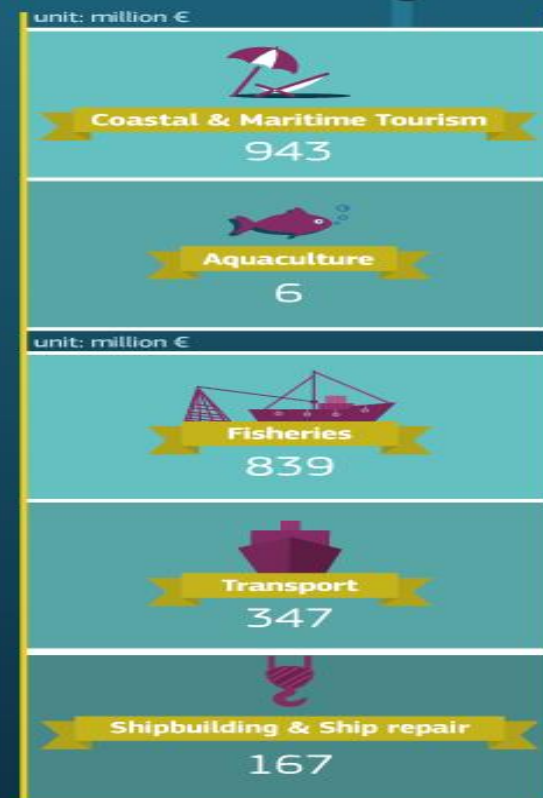 unit: million €
Coastal & Maritime Tourism
943
Aquaculture
6
unit: million €
Fisheries
839
Transport
347
Shipbuilding & Ship repair
167